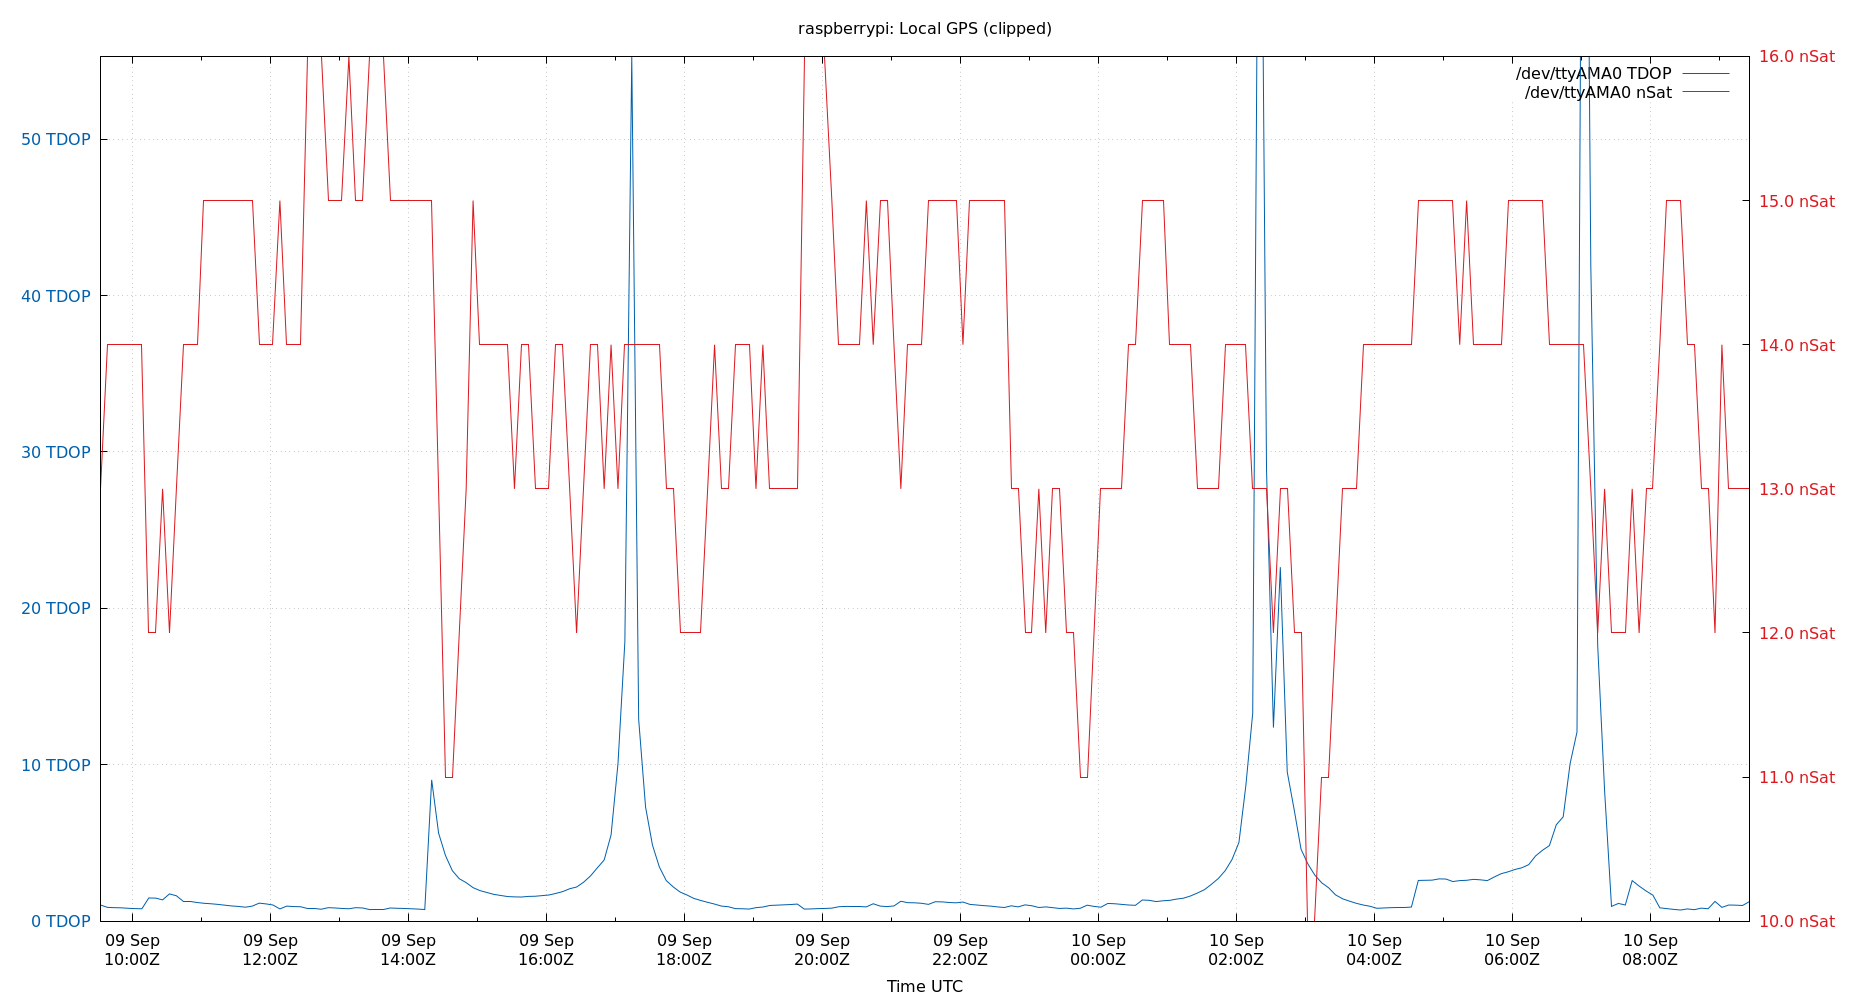 raspberrypi: Local GPS (clipped)
16.0 nSat
/dev/ttyAMA0 TDOP
/dev/ttyAMA0 nSat
50 TDOP
15.0 nSat
40 TDOP
14.0 nSat
30 TDOP
13.0 nSat
20 TDOP
12.0 nSat
10 TDOP
11.0 nSat
0 TDOP
10.0 nSat
09 Sep 09 Sep 09 Sep 09 Sep 09 Sep 09 Sep 09 Sep 10 Sep 10 Sep 10 Sep 10 Sep 10 Sep
10:00Z 12:00Z 14:00Z 16:00Z 18:00Z 20:00Z 22:00Z 00:00Z 02:00Z 04:00Z 06:00Z 08:00Z
Time UTC